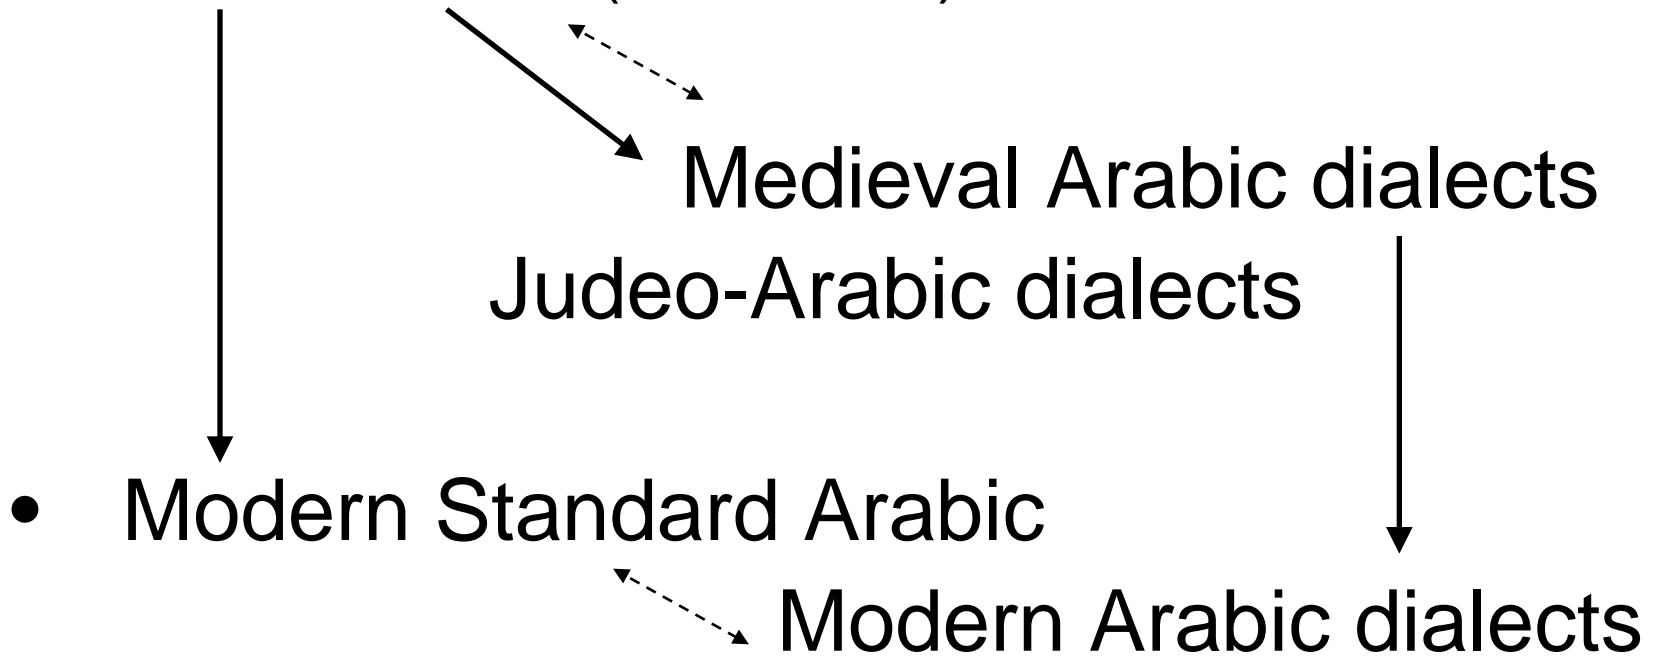 Medieval Arabic dialects
Judeo-Arabic dialects
• Modern Standard Arabic
Modern Arabic dialects